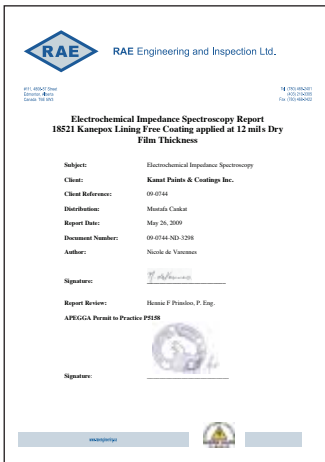 RAE
RAE Engineering and Inspection Ltd.
Edmonton, Alberta
Electrochemical Impedance Spectroscopy Report
18521 Kanepox Lining Free Coating applied at 12 mils Dry
Film Thickness
Subject: Electrochemical Impedance Spectroscopy
Client: Kanat Paints & Coatings Inc.
Client Reference: 09-0744
Distribution: Mustafa Cankat
Report Date: May 26, 2009
Document Number: 09-0744-ND-3298
Author: Nicole de Varennes
Signature:
Report Review: Hennie F Prinsloo, P. Eng.
APEGGA Permit to Practice P5158
Signature: